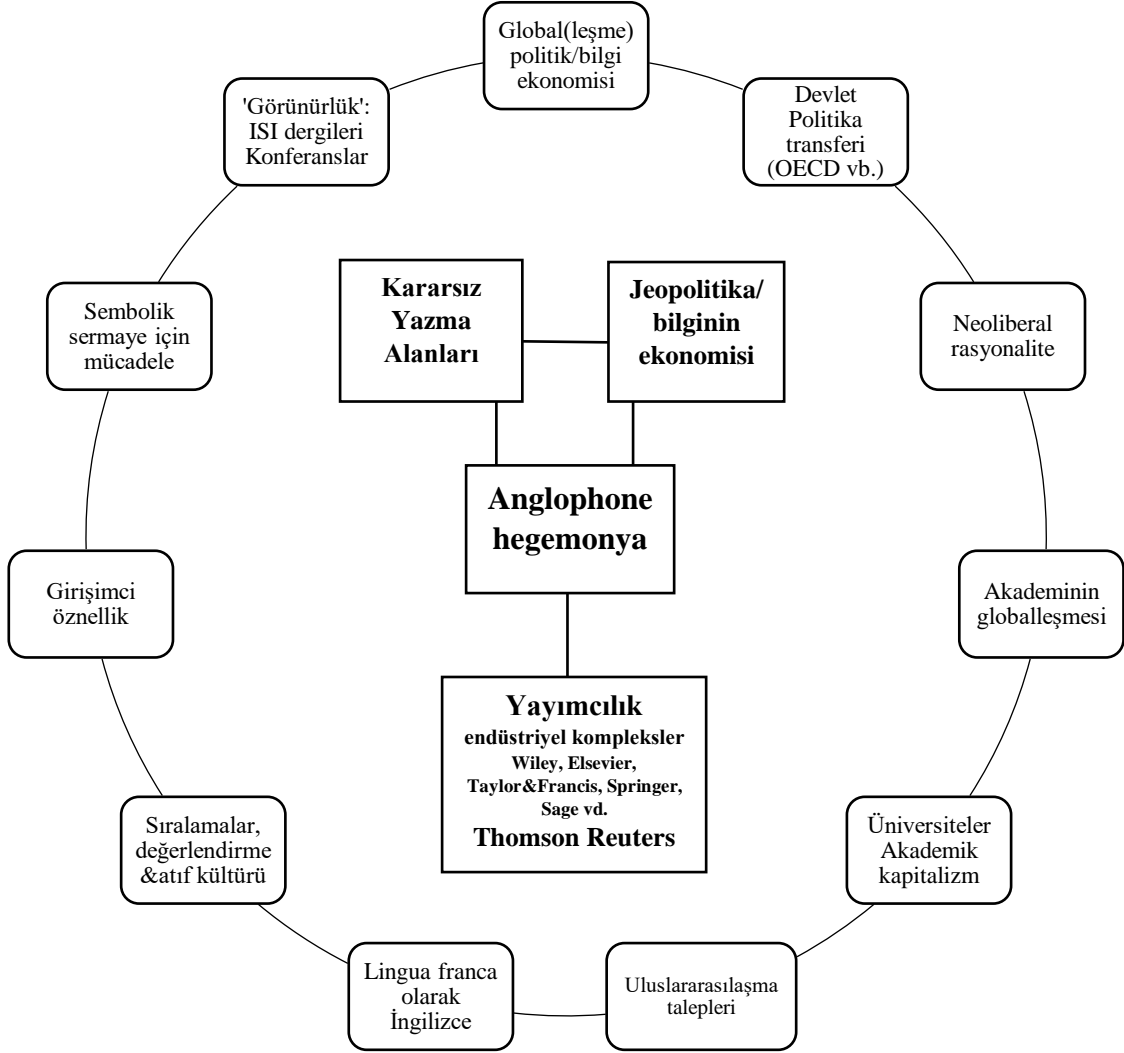 Global(leşme)
politik/bilgi
ekonomisi
Devlet
Politika
transferi
(OECD vb.)
Neoliberal
rasyonalite
Akademinin
globalleşmesi
Üniversiteler
Akademik
kapitalizm
Uluslararasılaşma
talepleri
Lingua franca
olarak
İngilizce
Sıralamalar,
değerlendirme
&atıf kültürü
Girişimci
öznellik
Sembolik
sermaye için
mücadele
'Görünürlük':
ISI dergileri
Konferanslar
Kararsız
Yazma
Alanları
Jeopolitika/
bilginin
ekonomisi
Anglophone
hegemonya
Yayımcılık
endüstriyel kompleksler
Wiley, Elsevier,
Taylor&Francis, Springer,
Sage vd.
Thomson Reuters